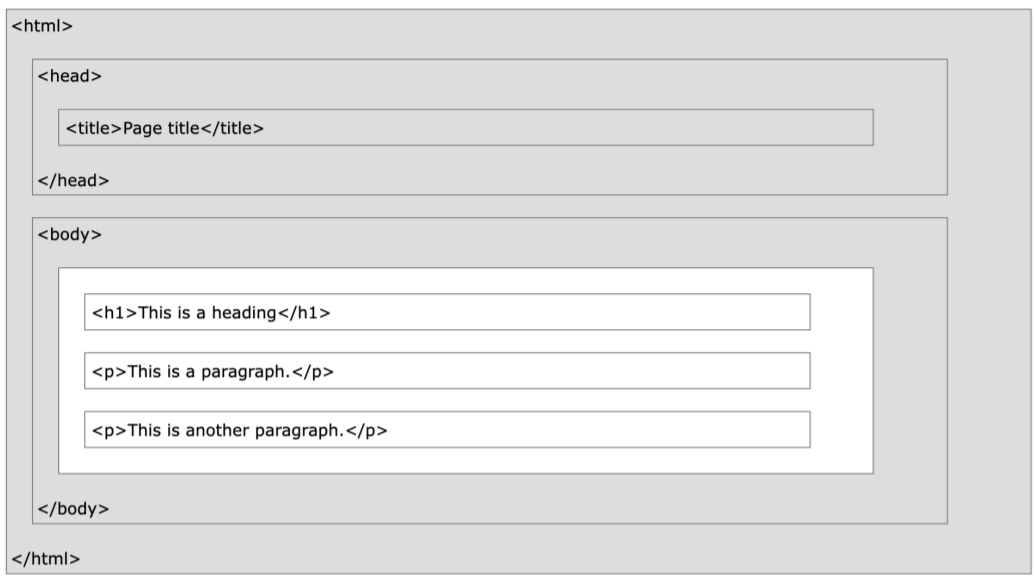 <html>
<head>
<title>Page title</title>
</head>
<body>
<h1>This is a heading</h1>
<p>This is a paragraph.</p>
<p>This is another paragraph.</p>
</body>
</html>